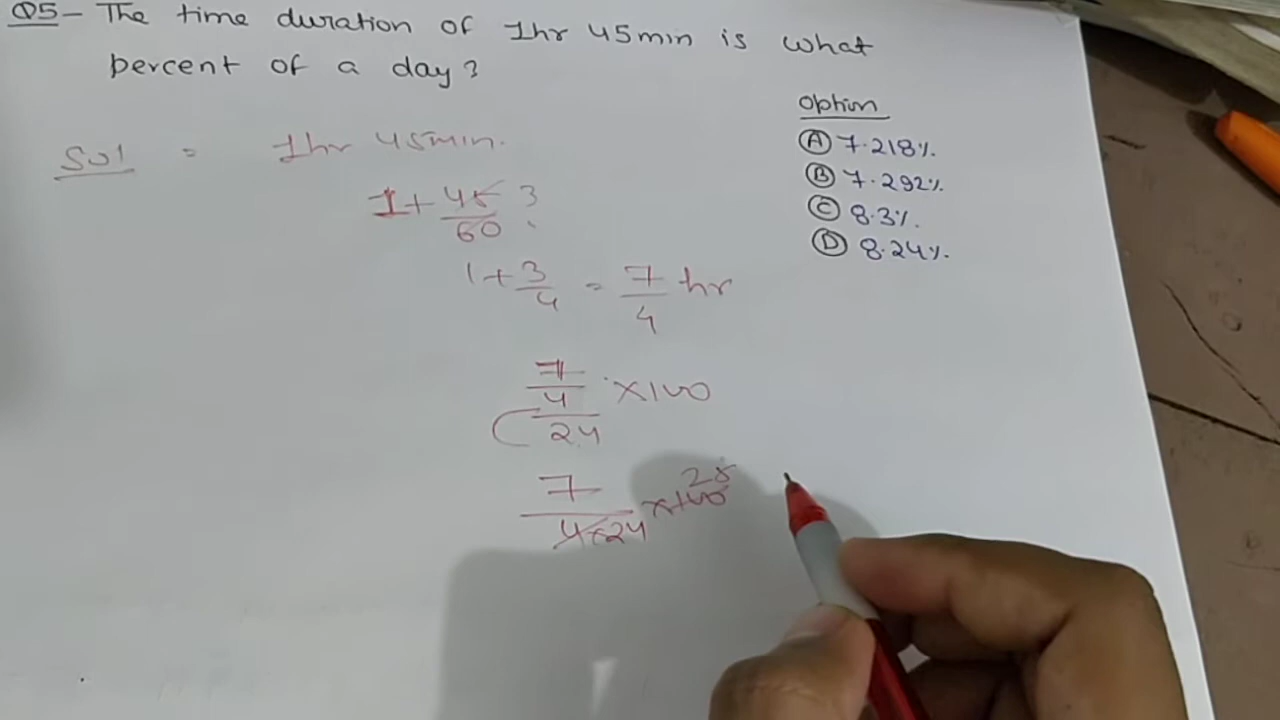 Q5- The time duration of 1hr 45min is what
percent of a day?
Option
(A) 7.218%.
(B) 7.292%
(C) 8.3%.
(D) 8.24%.
Sol = 1hr 45min.
1+ 45/60 3
1+ 3/4 = 7/4 hr
7/4/24 ×100
7/4×24 ×100 25